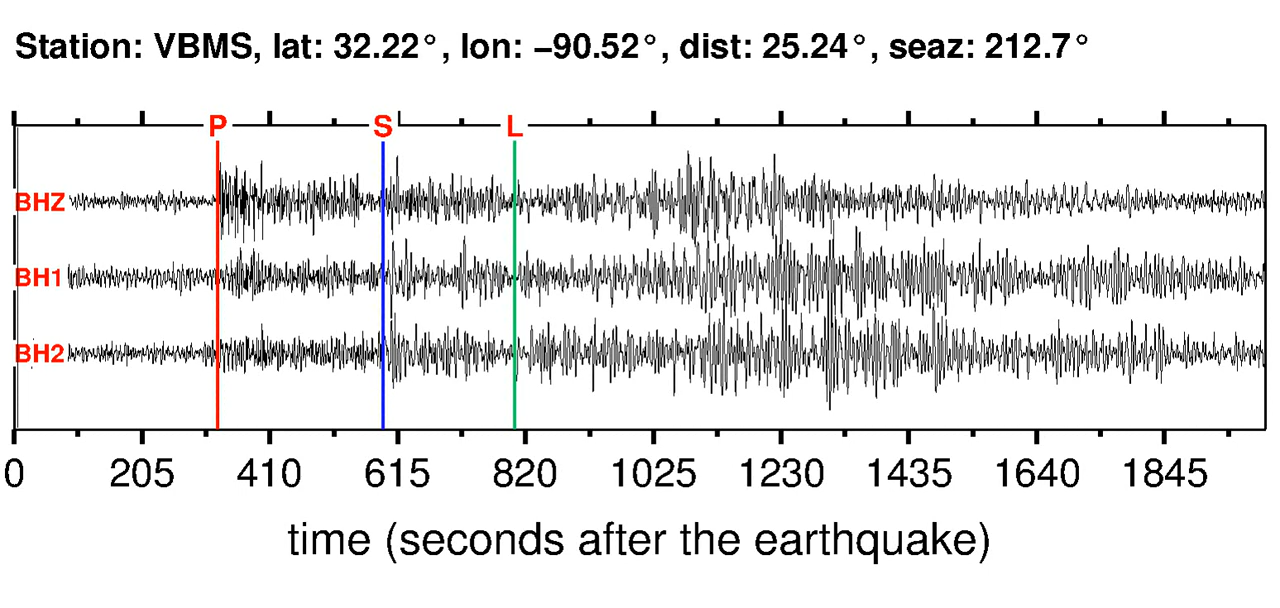 Station: VBMS, lat: 32.22°, lon: −90.52°, dist: 25.24°, seaz: 212.7°
P S L
BHZ
BH1
BH2
0 205 410 615 820 1025 1230 1435 1640 1845
time (seconds after the earthquake)